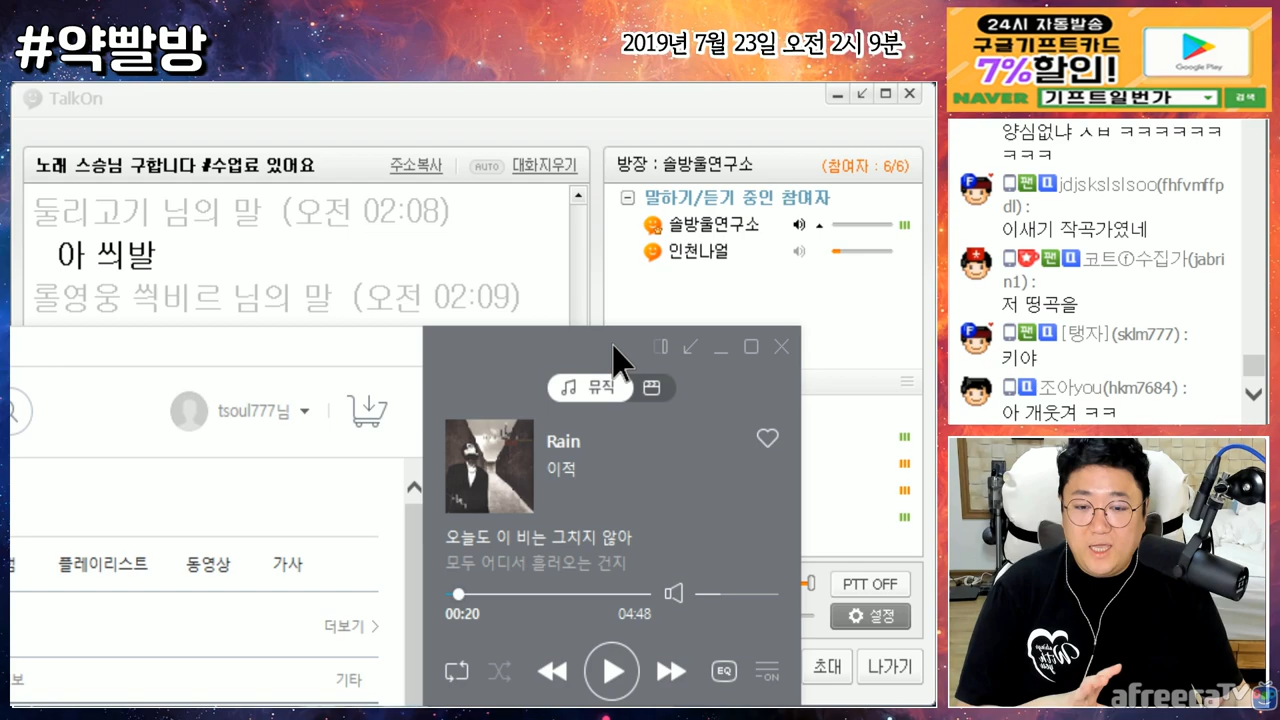 #약빨방
2019년 7월 23일 오전 2시 9분
24시 자동발송
구글기프트카드
7%할인!
Google Play
NAVER 기프트일번가 검색
TalkOn
노래 스승님 구합니다 #수업료 있어요 주소복사 AUTO 대화지우기
둘리고기 님의 말 (오전 02:08)
아 씌발
롤영웅 썩비르 님의 말 (오전 02:09)
방장 : 솔방울연구소 (참여자 : 6/6)
말하기/듣기 중인 참여자
솔방울연구소
인천나얼
tsoul777님
플레이리스트 동영상 가사
더보기 >
기타
뮤직
Rain
이적
오늘도 이 비는 그치지 않아
모두 어디서 흘러오는 건지
00:20 04:48
EQ
ON
PTT OFF
설정
초대 나가기
양심없냐 ㅅㅂ ㅋㅋㅋㅋㅋㅋ
ㅋㅋㅋ
jdjskslslsoo(fhfvmffp
dl) :
이새기 작곡가였네
코트ⓕ수집가(jabri
n1) :
저 띵곡을
[탱자](sklm777) :
키야
조아you(hkm7684) :
아 개웃겨 ㅋㅋ
afreecaTV